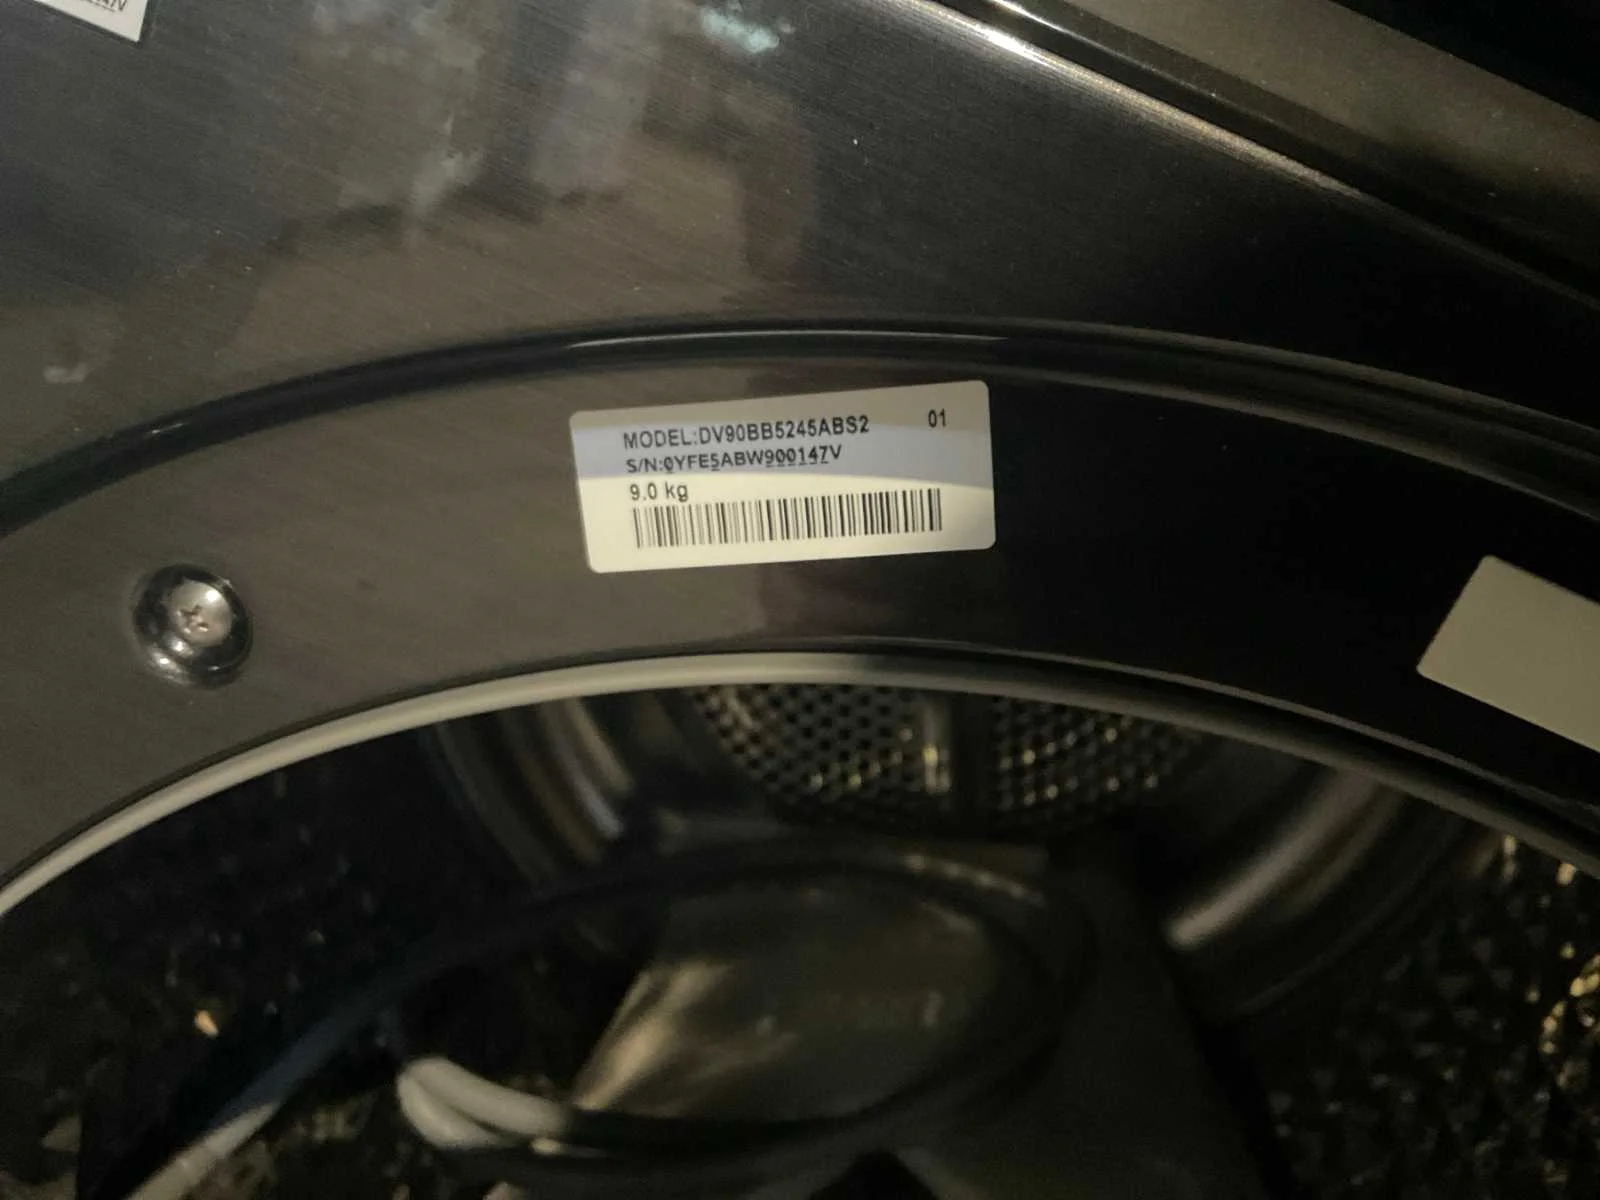 MODEL:DV90BB5245ABS2 01
S/N:0YFE5ABW900147V
9.0 kg